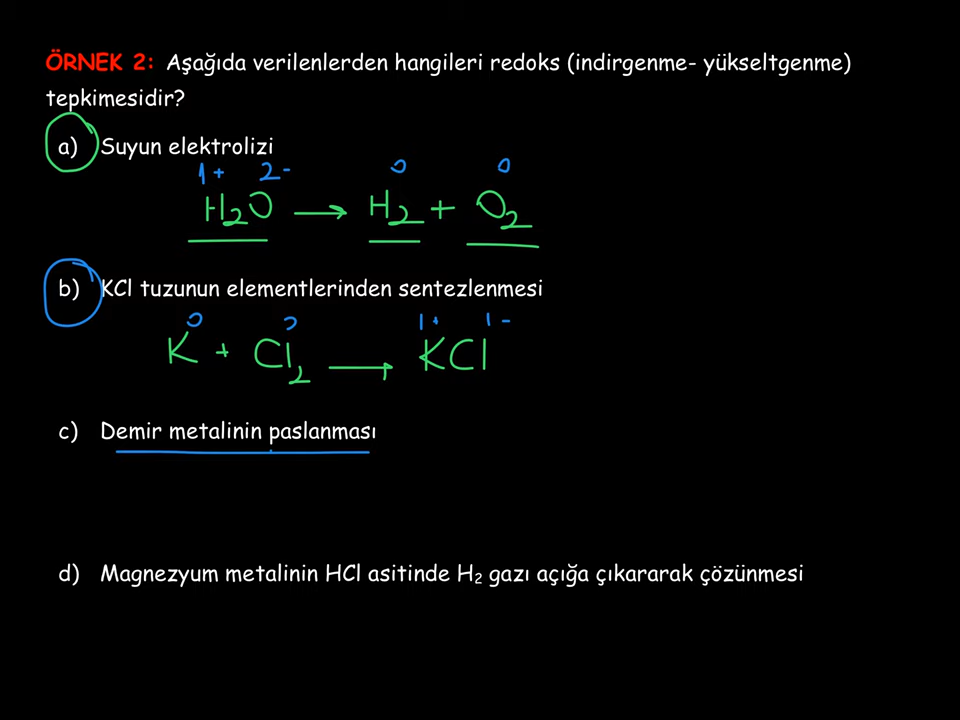 ÖRNEK 2: Aşağıda verilenlerden hangileri redoks (indirgenme- yükseltgenme)
tepkimesidir?
a) Suyun elektrolizi
1+ 2- 0 0
H₂O → H₂ + O₂
b) KCl tuzunun elementlerinden sentezlenmesi
0 0 1+ 1-
K + Cl₂ → KCl
c) Demir metalinin paslanması
d) Magnezyum metalinin HCl asitinde H₂ gazı açığa çıkararak çözünmesi